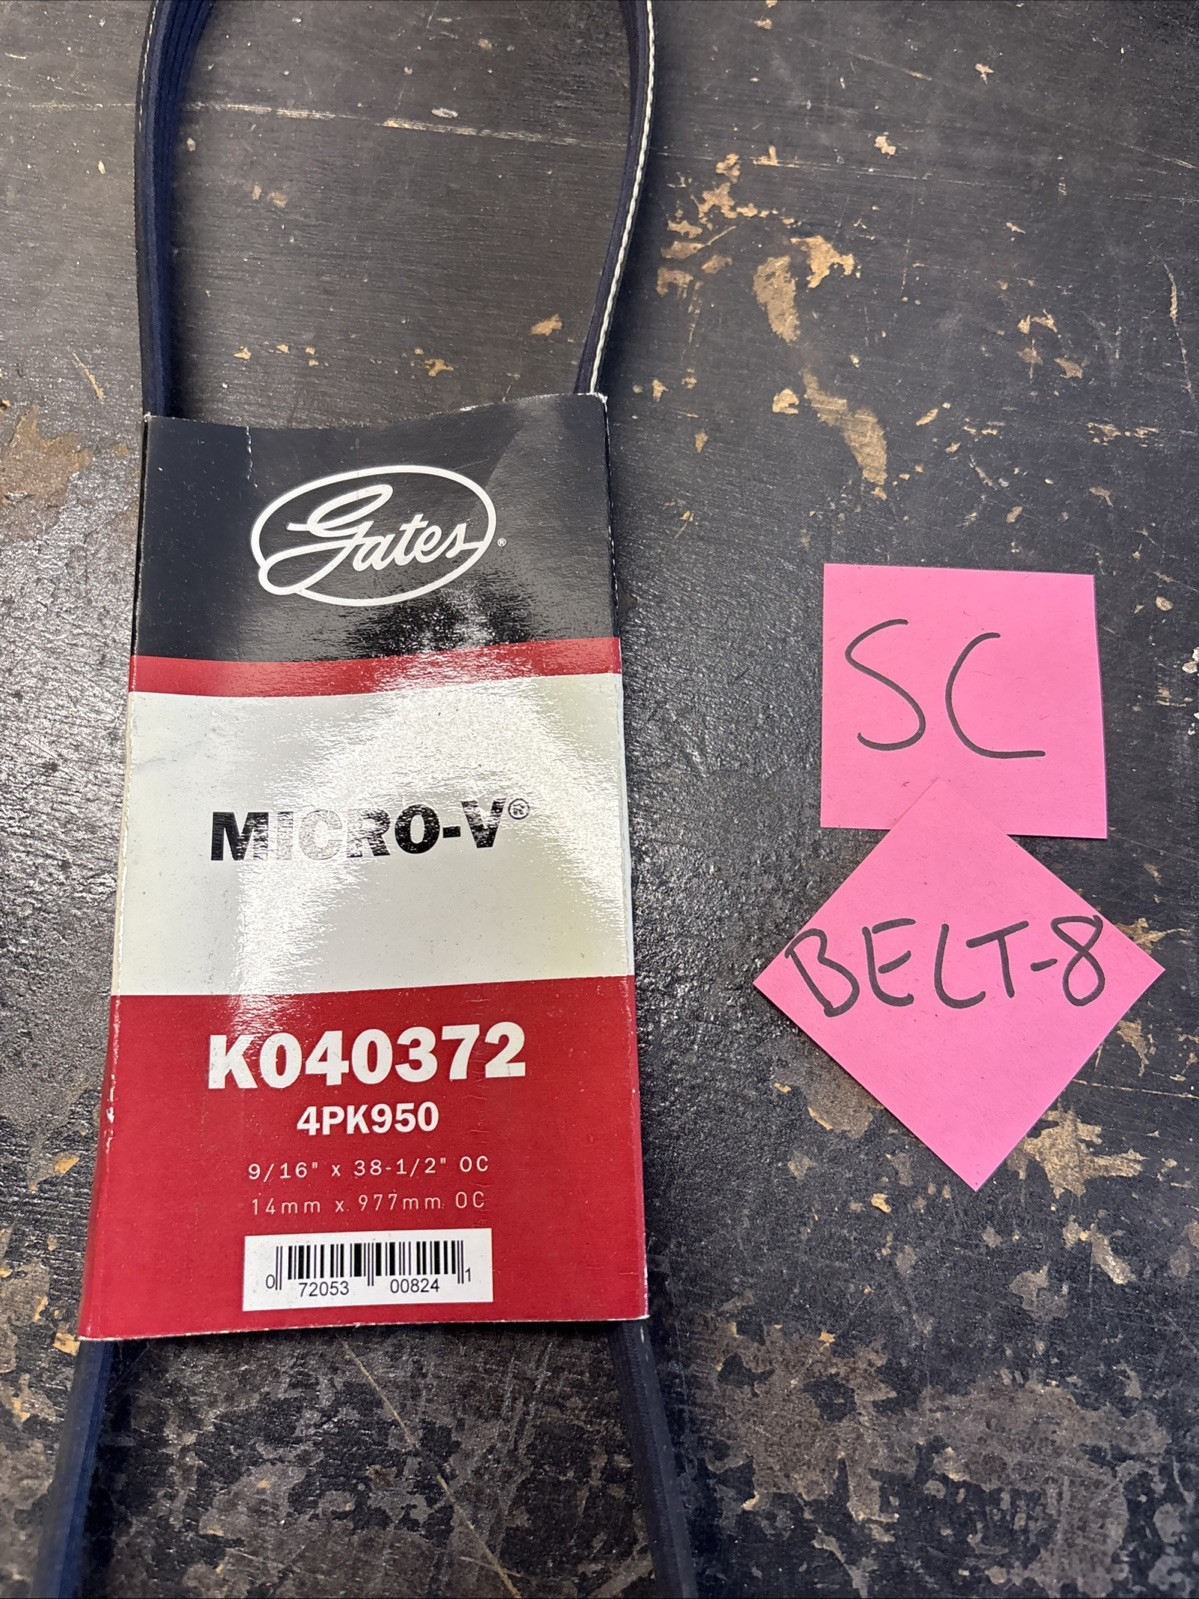 Gates®
MICRO-V®
K040372
4PK950
9/16" x 38-1/2" OC
14mm x 977mm OC
0 72053 00824 1
SC
BELT-8